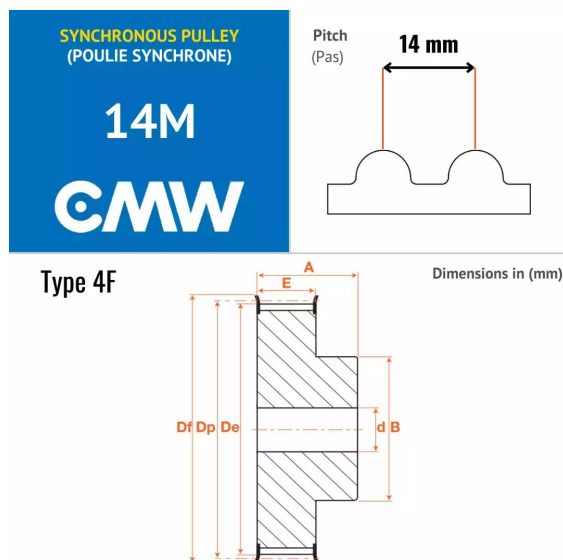 SYNCHRONOUS PULLEY
(POULIE SYNCHRONE)
14M
CMW
Pitch
(Pas)
14 mm
Type 4F
Dimensions in (mm)
A
E
Df Dp De d B